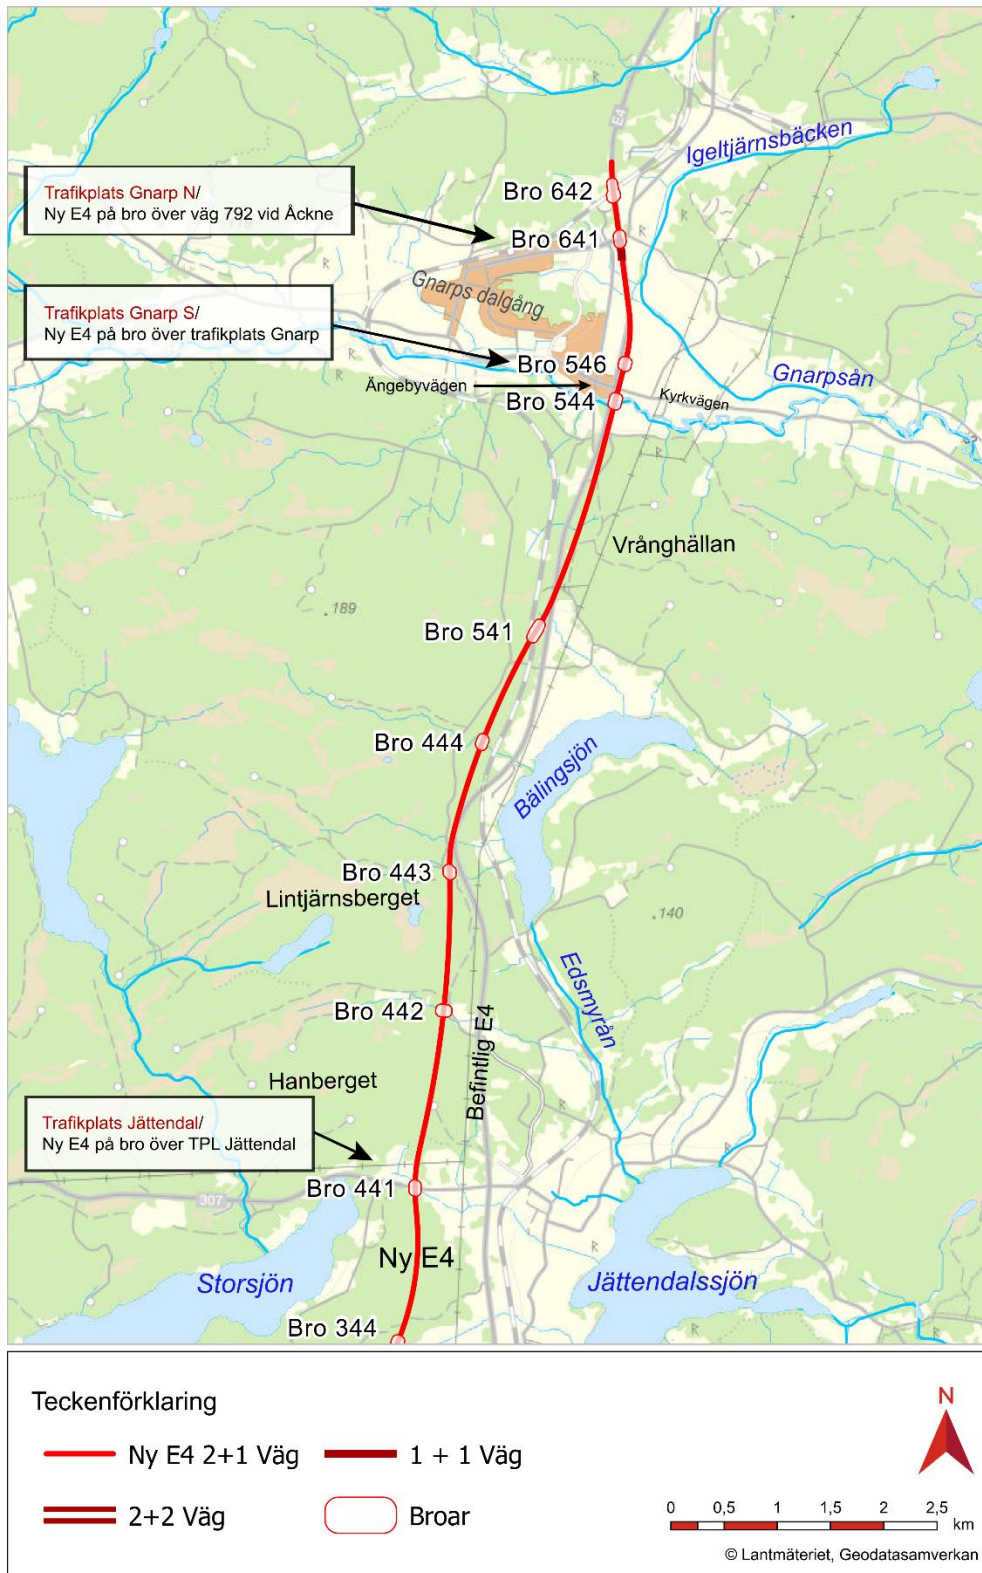 E4
Igeltjärnsbäcken
Trafikplats Gnarp N/
Ny E4 på bro över väg 792 vid Åckne
Bro 642
Bro 641
Gnarps dalgång
Trafikplats Gnarp S/
Ny E4 på bro över trafikplats Gnarp
Bro 546
Gnarpsån
Ängebyvägen
Bro 544
Kyrkvägen
Vrånghällan
189
Bro 541
Bro 444
Bälingsjön
Bro 443
Lintjärnsberget
140
Edsmyrån
Bro 442
Befintlig E4
Hanberget
Trafikplats Jättendal/
Ny E4 på bro över TPL Jättendal
Bro 441
307
Ny E4
Storsjön
Jättendalssjön
Bro 344
Teckenförklaring
Ny E4 2+1 Väg
1 + 1 Väg
2+2 Väg
Broar
N
0 0,5 1 1,5 2 2,5
km
© Lantmäteriet, Geodatasamverkan